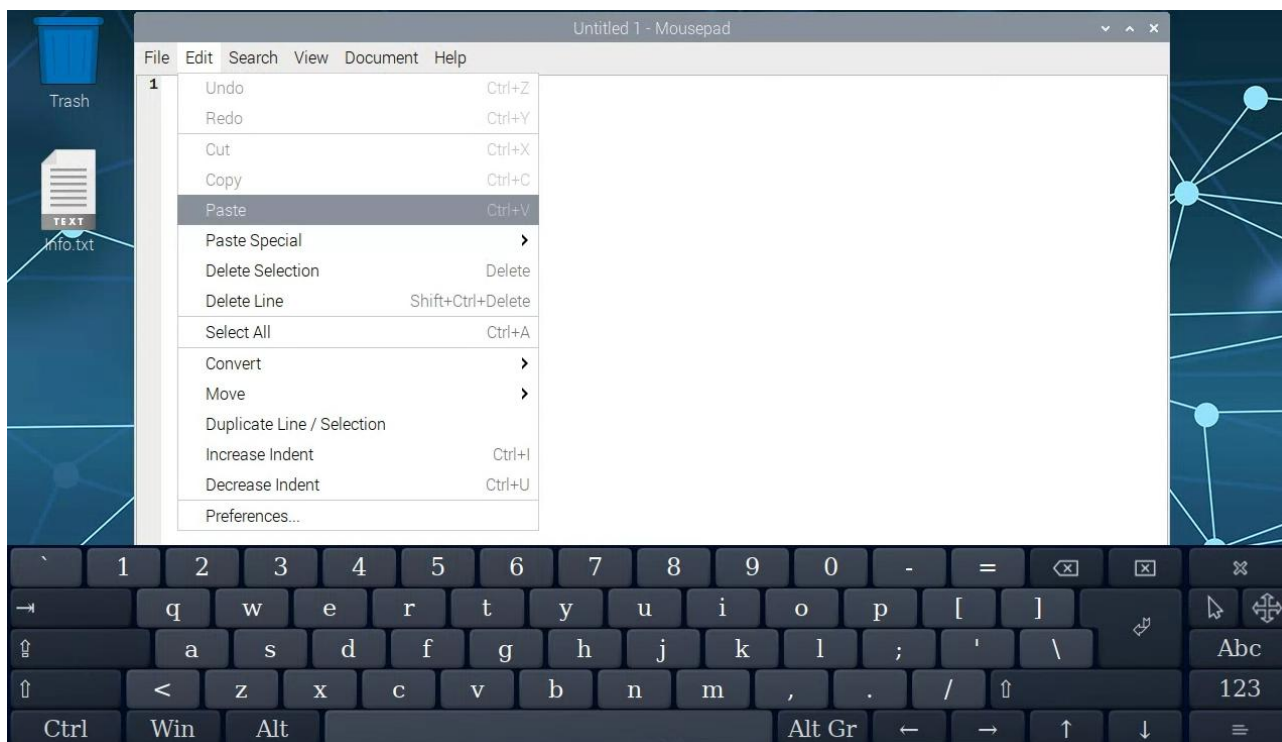 Untitled 1 - Mousepad
File Edit Search View Document Help
Trash
1
Undo Ctrl+Z
Redo Ctrl+Y
Cut Ctrl+X
Copy Ctrl+C
Paste Ctrl+V
TEXT
Info.txt
Paste Special
Delete Selection Delete
Delete Line Shift+Ctrl+Delete
Select All Ctrl+A
Convert
Move
Duplicate Line / Selection
Increase Indent Ctrl+I
Decrease Indent Ctrl+U
Preferences...
` 1 2 3 4 5 6 7 8 9 0 - =
q w e r t y u i o p [ ]
a s d f g h j k l ; ' \ Abc
< z x c v b n m , . / 123
Ctrl Win Alt Alt Gr ← → ↑ ↓